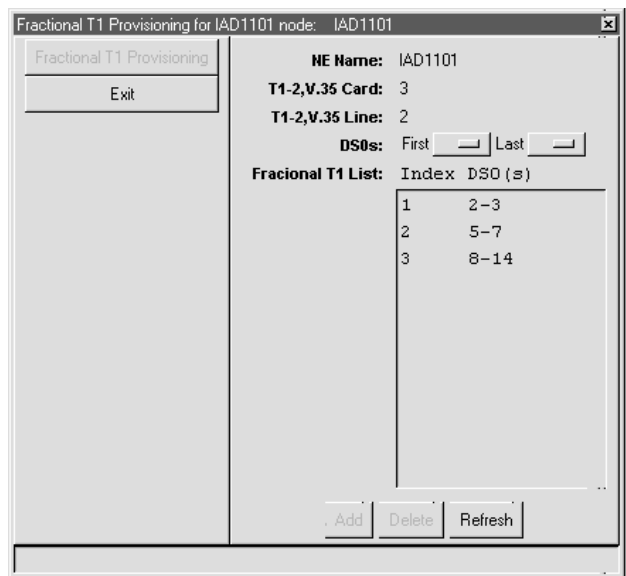 Fractional T1 Provisioning for IAD1101 node: IAD1101
Fractional T1 Provisioning
Exit
NE Name: IAD1101
T1-2,V.35 Card: 3
T1-2,V.35 Line: 2
DS0s: First Last
Fracional T1 List: Index DSO(s)
1 2-3
2 5-7
3 8-14
Add Delete Refresh